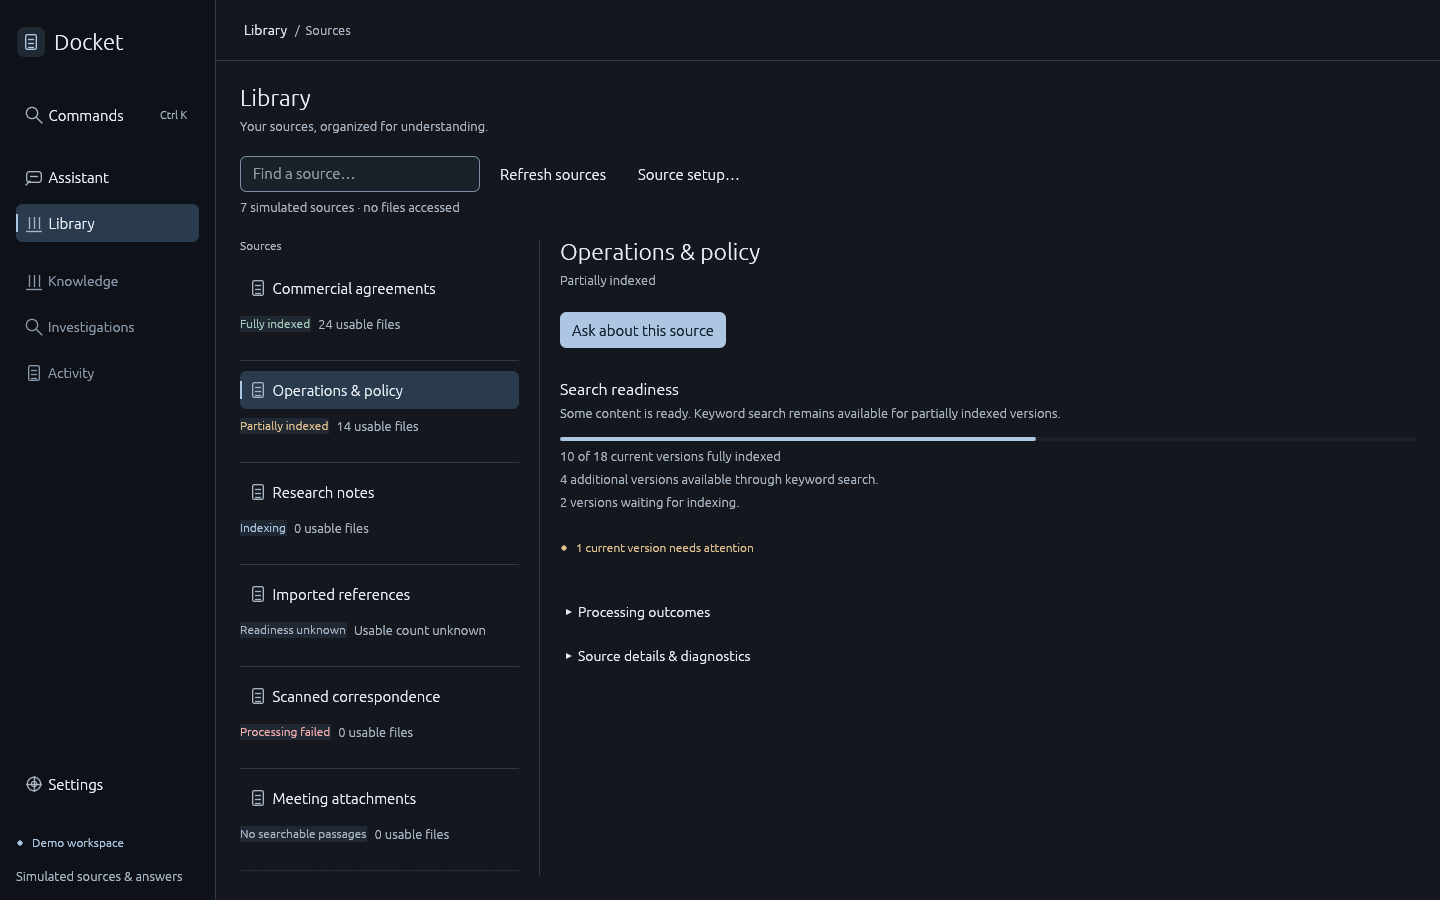 Docket
Commands Ctrl K
Assistant
Library
Knowledge
Investigations
Activity
Settings
Demo workspace
Simulated sources & answers
Library / Sources
Library
Your sources, organized for understanding.
Find a source…
Refresh sources
Source setup…
7 simulated sources · no files accessed
Sources
Commercial agreements
Fully indexed 24 usable files
Operations & policy
Partially indexed 14 usable files
Research notes
Indexing 0 usable files
Imported references
Readiness unknown Usable count unknown
Scanned correspondence
Processing failed 0 usable files
Meeting attachments
No searchable passages 0 usable files
Operations & policy
Partially indexed
Ask about this source
Search readiness
Some content is ready. Keyword search remains available for partially indexed versions.
10 of 18 current versions fully indexed
4 additional versions available through keyword search.
2 versions waiting for indexing.
1 current version needs attention
Processing outcomes
Source details & diagnostics